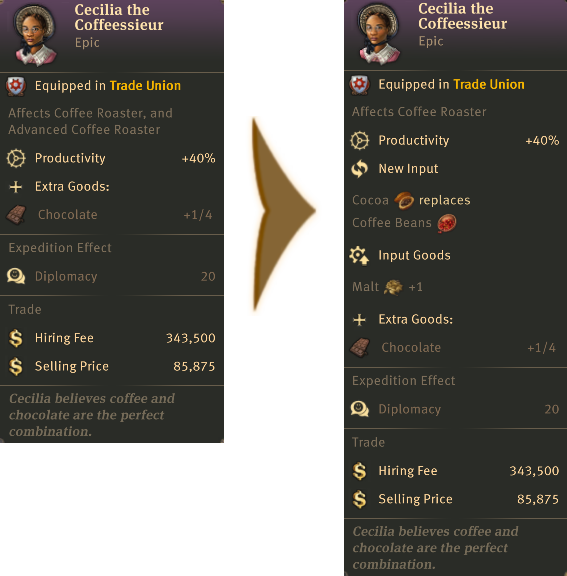 Cecilia the
Coffeessieur
Epic
Equipped in Trade Union
Affects Coffee Roaster, and
Advanced Coffee Roaster
Productivity +40%
Extra Goods:
Chocolate +1/4
Expedition Effect
Diplomacy 20
Trade
Hiring Fee 343,500
Selling Price 85,875
Cecilia believes coffee and
chocolate are the perfect
combination.
Cecilia the
Coffeessieur
Epic
Equipped in Trade Union
Affects Coffee Roaster
Productivity +40%
New Input
Cocoa replaces
Coffee Beans
Input Goods
Malt +1
Extra Goods:
Chocolate +1/4
Expedition Effect
Diplomacy 20
Trade
Hiring Fee 343,500
Selling Price 85,875
Cecilia believes coffee and
chocolate are the perfect
combination.